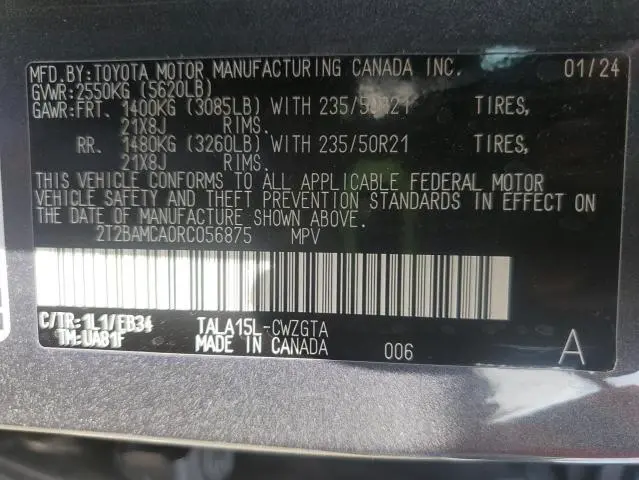 MFD.BY:TOYOTA MOTOR MANUFACTURING CANADA INC. 01/24
GVWR:2550KG (5620LB)
GAWR:FRT. 1400KG (3085LB) WITH 235/50R21 TIRES,
21X8J RIMS.
RR. 1480KG (3260LB) WITH 235/50R21 TIRES,
21X8J RIMS.
THIS VEHICLE CONFORMS TO ALL APPLICABLE FEDERAL MOTOR
VEHICLE SAFETY AND THEFT PREVENTION STANDARDS IN EFFECT ON
THE DATE OF MANUFACTURE SHOWN ABOVE.
2T2BAMCA0RC056875 MPV
C/TR:1L1/EB34 TALA15L-CWZGTA
TM:UA81F MADE IN CANADA 006 A